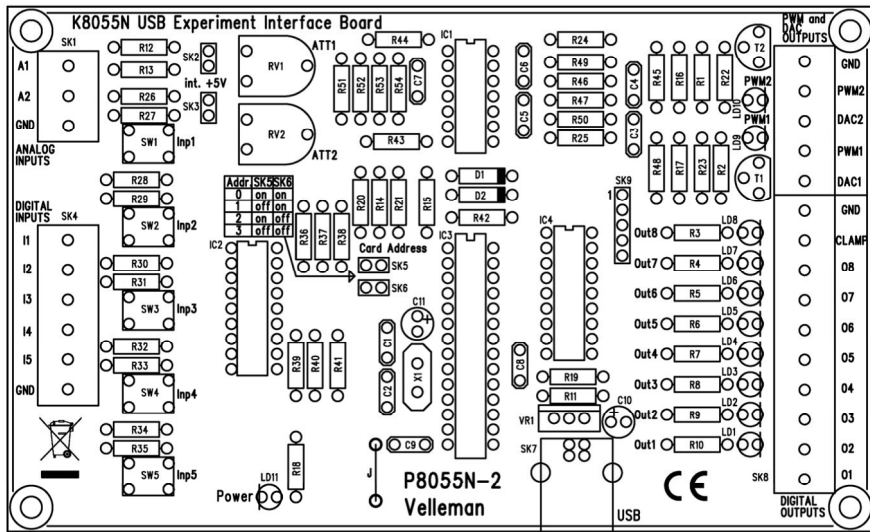 K8055N USB Experiment Interface Board
PWM and
DAC
OUTPUTS
SK1
A1
A2
GND
ANALOG
INPUTS
R12
R13
R26
R27
SK2
int. +5V
SK3
RV1
ATT1
RV2
ATT2
SW1
Inp1
R44
R51
R52
R53
R54
C7
R43
IC1
C6
C5
R24
R49
R46
R47
R50
R25
C4
C3
R45
R16
R1
R22
T2
PWM2
LD10
PWM1
LD9
R48
R17
R23
R2
T1
GND
PWM2
DAC2
PWM1
DAC1
DIGITAL
INPUTS
SK4
I1
I2
I3
I4
I5
GND
R28
R29
SW2
Inp2
R30
R31
SW3
Inp3
R32
R33
SW4
Inp4
R34
R35
SW5
Inp5
Addr. SK5 SK6
0 on on
1 off on
2 on off
3 off off
IC2
R36
R37
R38
R20
R14
R21
R15
Card Address
SK5
SK6
D1
D2
R42
IC3
C11
+
C1
C2
X1
R39
R40
R41
R18
LD11
Power
J
C9
P8055N-2
Velleman
SK9
1
IC4
C8
R19
R11
VR1
C10
+
SK7
USB
CE
Out8 R3 LD8
Out7 R4 LD7
Out6 R5 LD6
Out5 R6 LD5
Out4 R7 LD4
Out3 R8 LD3
Out2 R9 LD2
Out1 R10 LD1
GND
CLAMP
O8
O7
O6
O5
O4
O3
O2
O1
SK8
DIGITAL
OUTPUTS